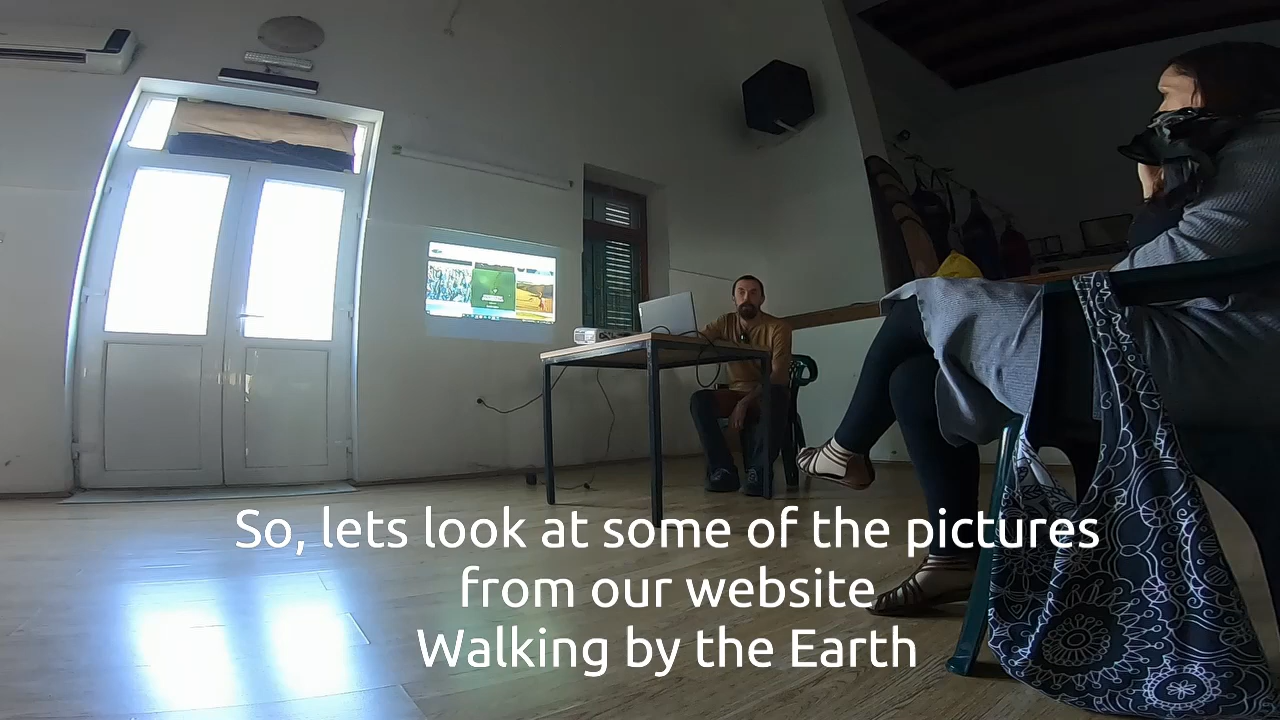 So, lets look at some of the pictures
from our website
Walking by the Earth